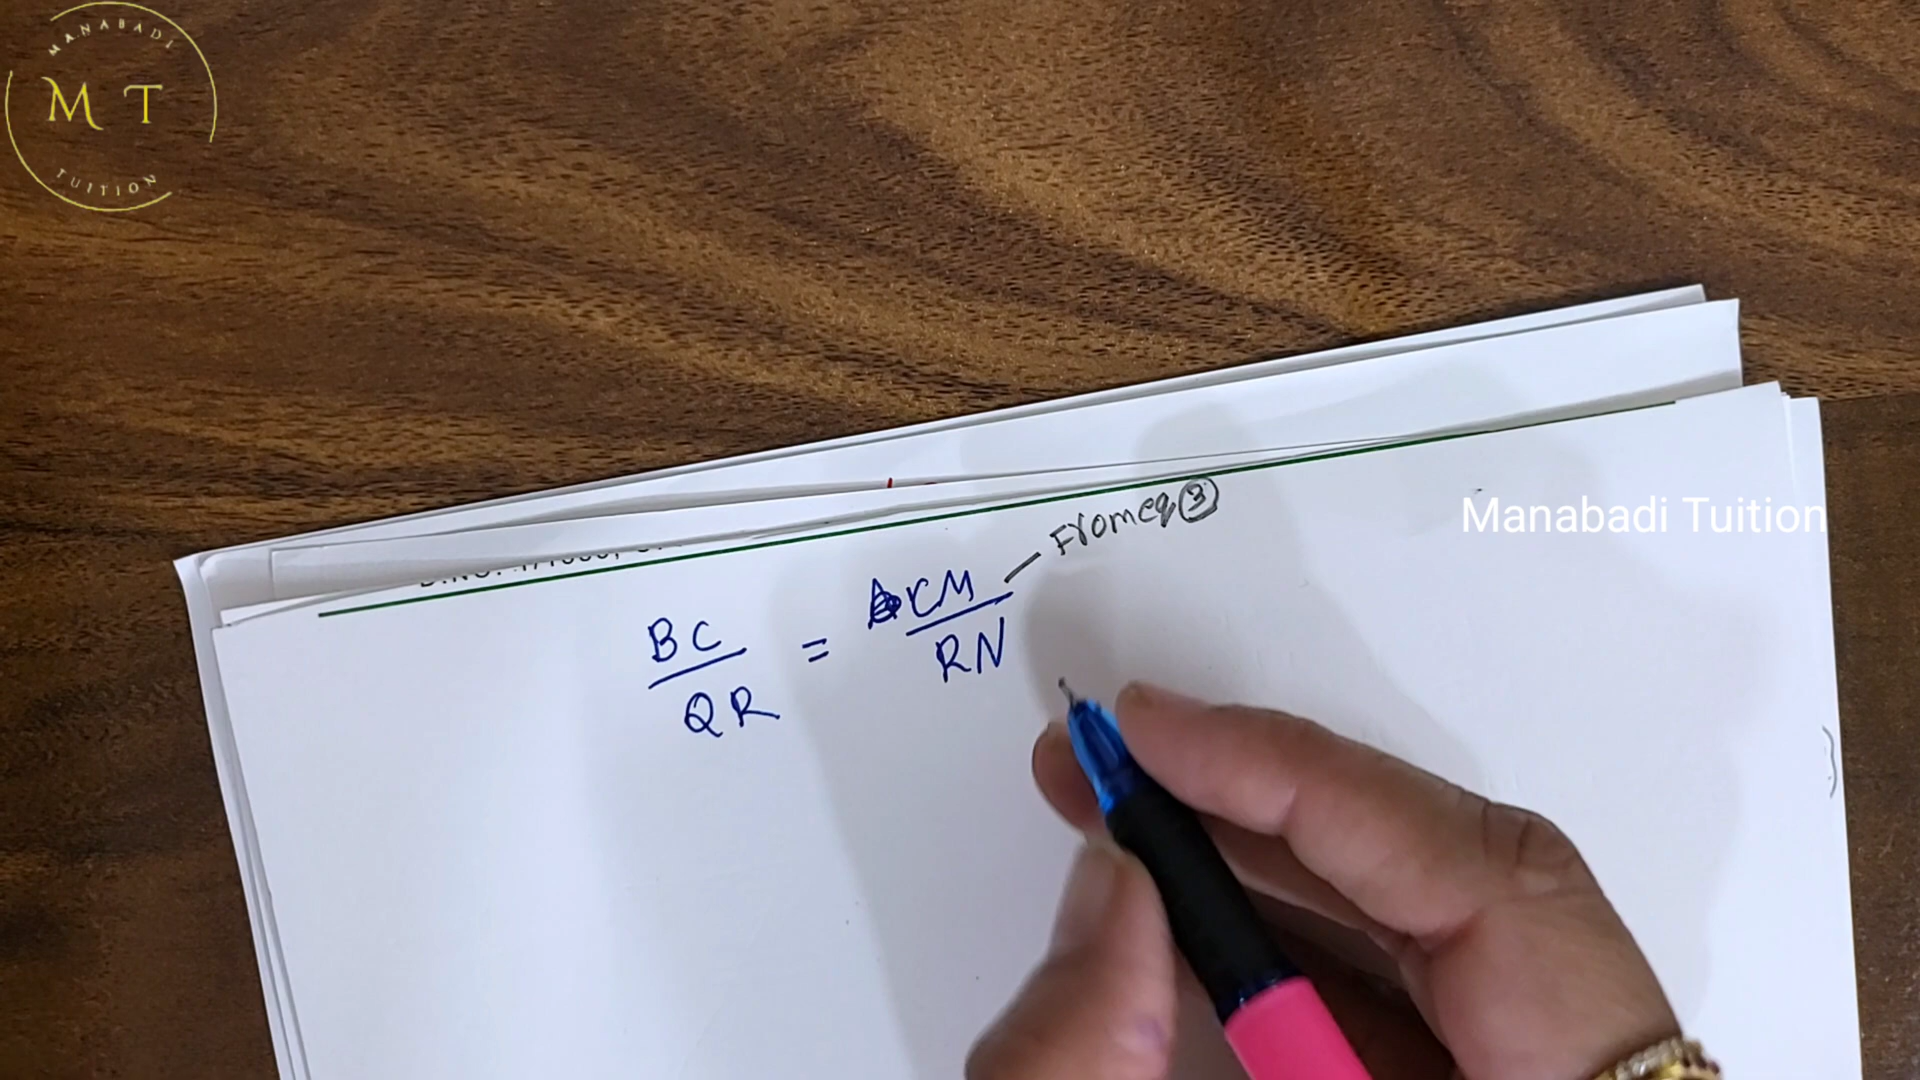 MANABADI
M T
TUITION
Manabadi Tuition
From eq ③
BC = CM
QR RN